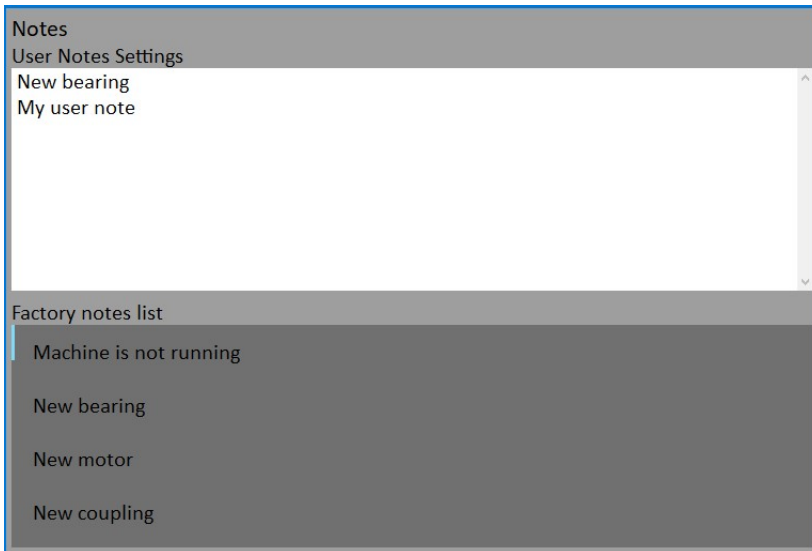 Notes
User Notes Settings
New bearing
My user note
Factory notes list
Machine is not running
New bearing
New motor
New coupling